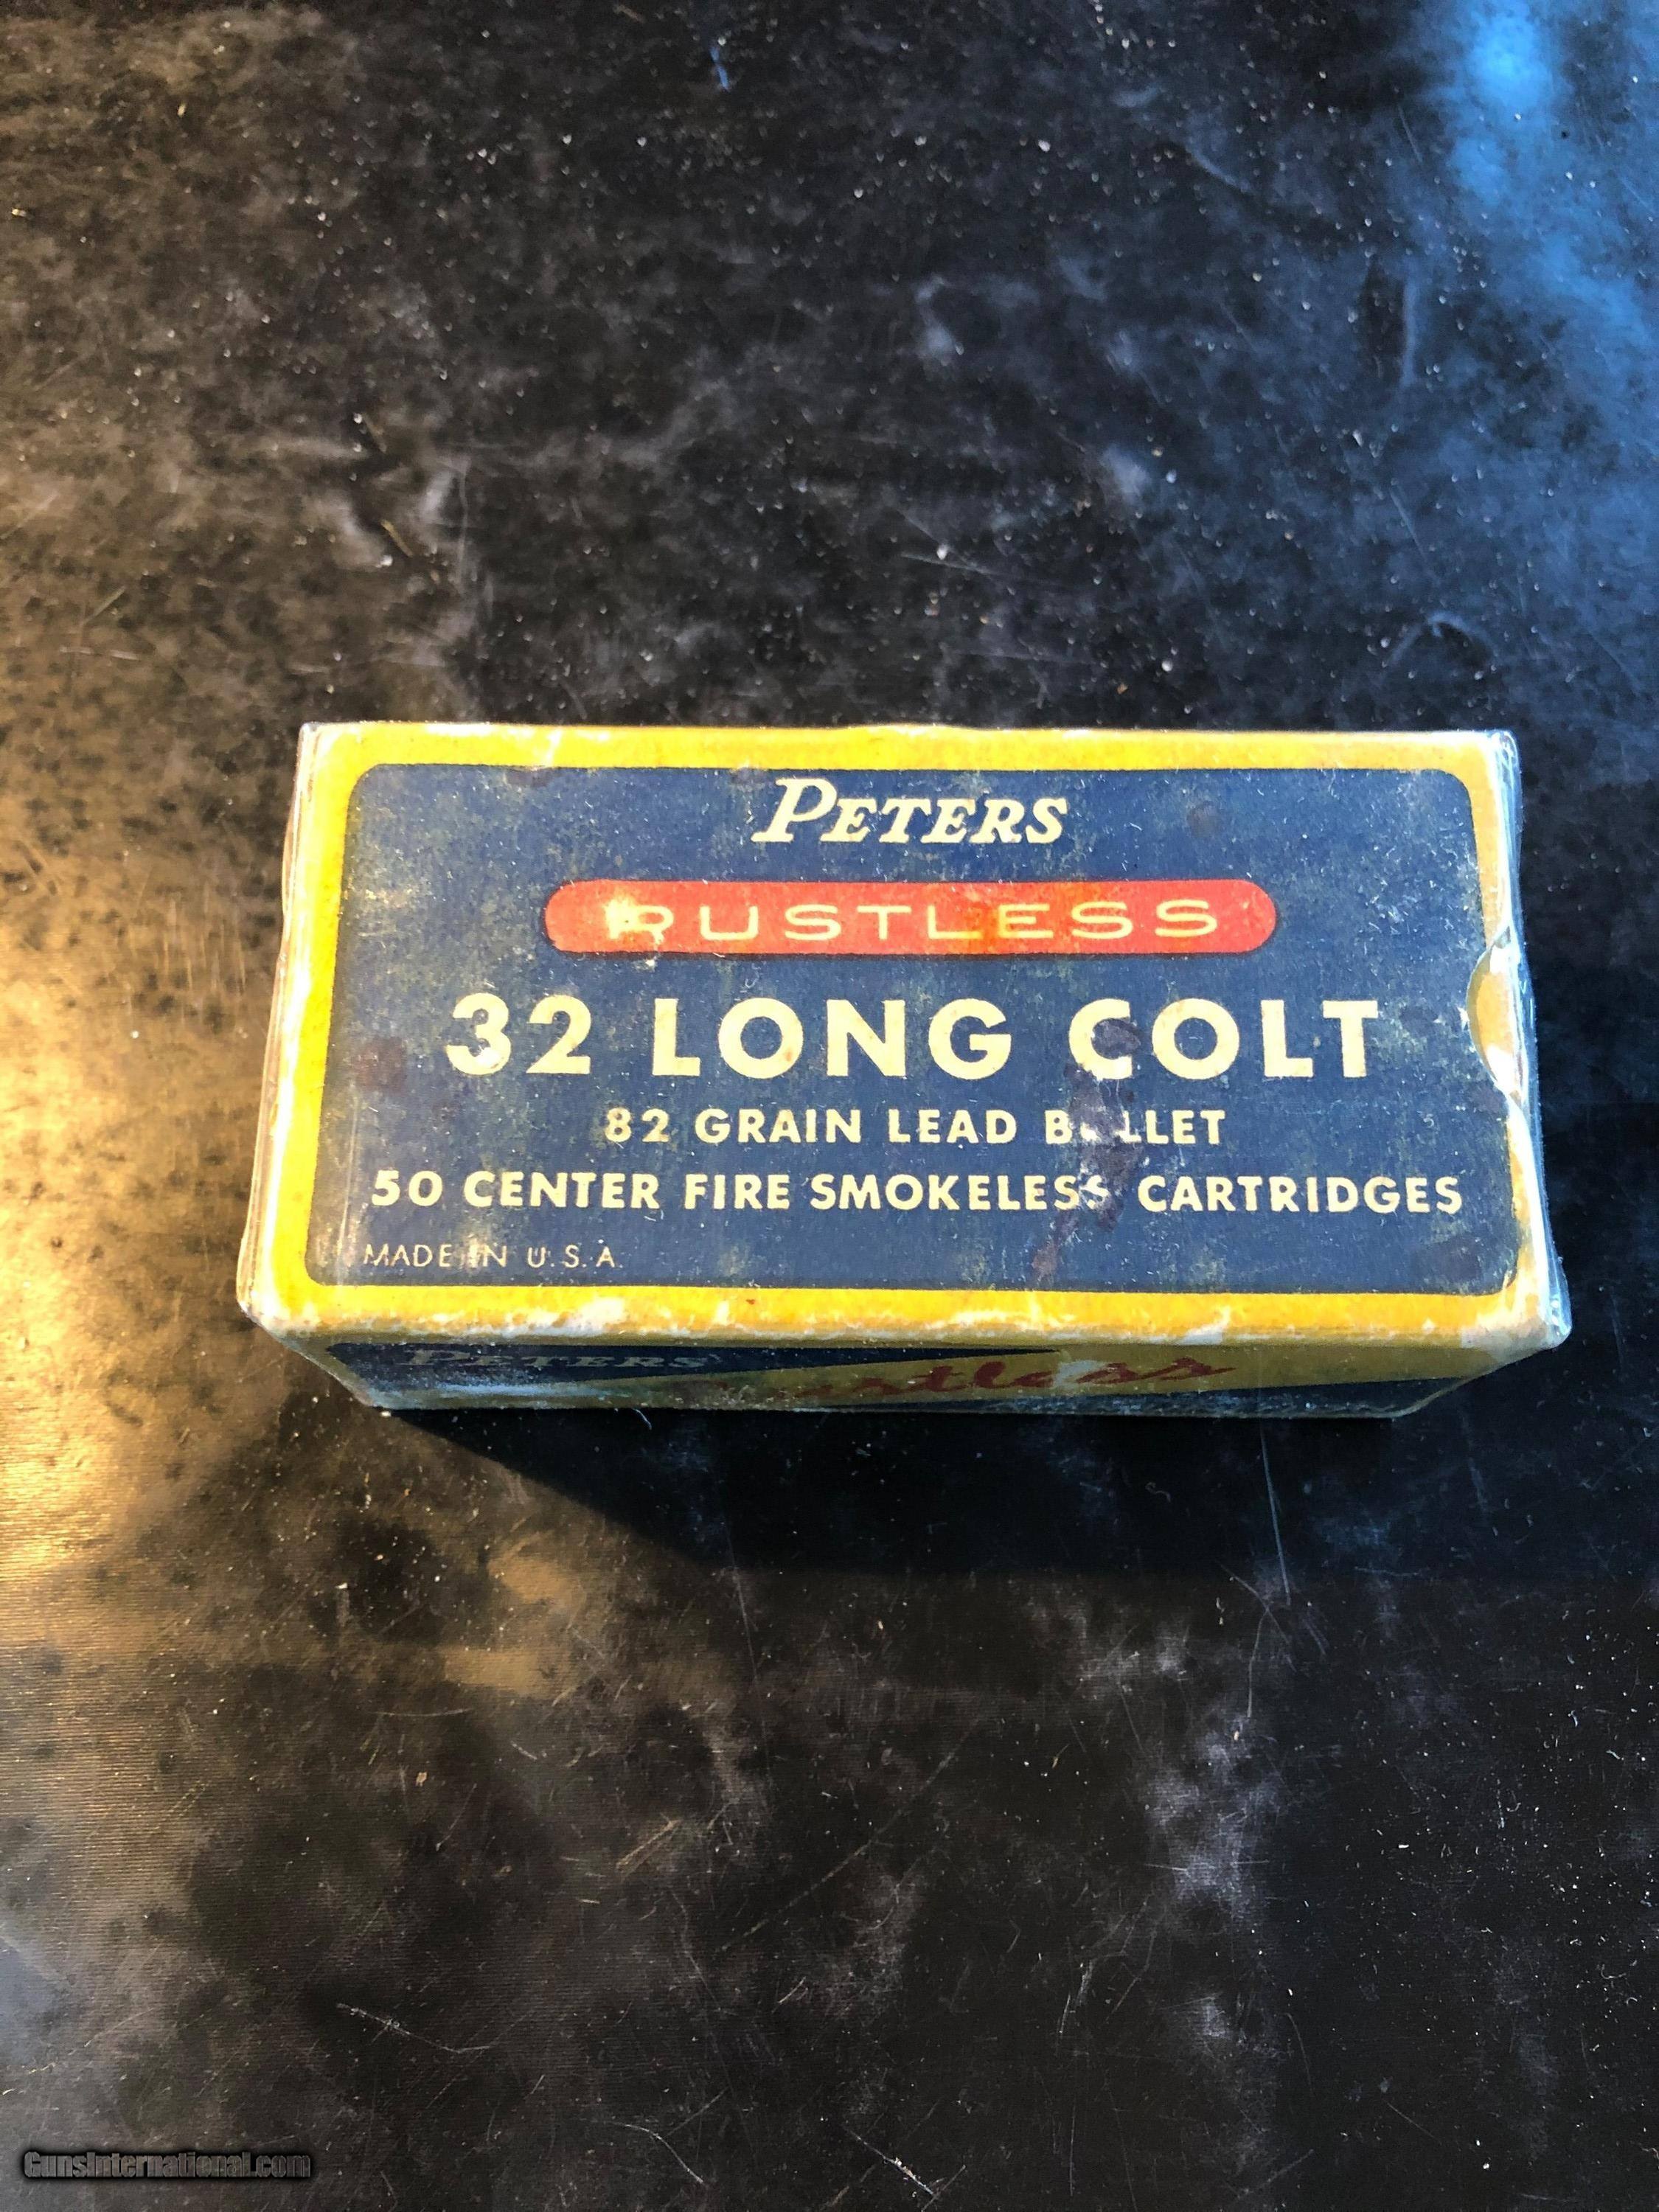 PETERS
RUSTLESS
32 LONG COLT
82 GRAIN LEAD BULLET
50 CENTER FIRE SMOKELESS CARTRIDGES
MADE IN U.S.A.
PETERS
Rustless
GunsInternational.com